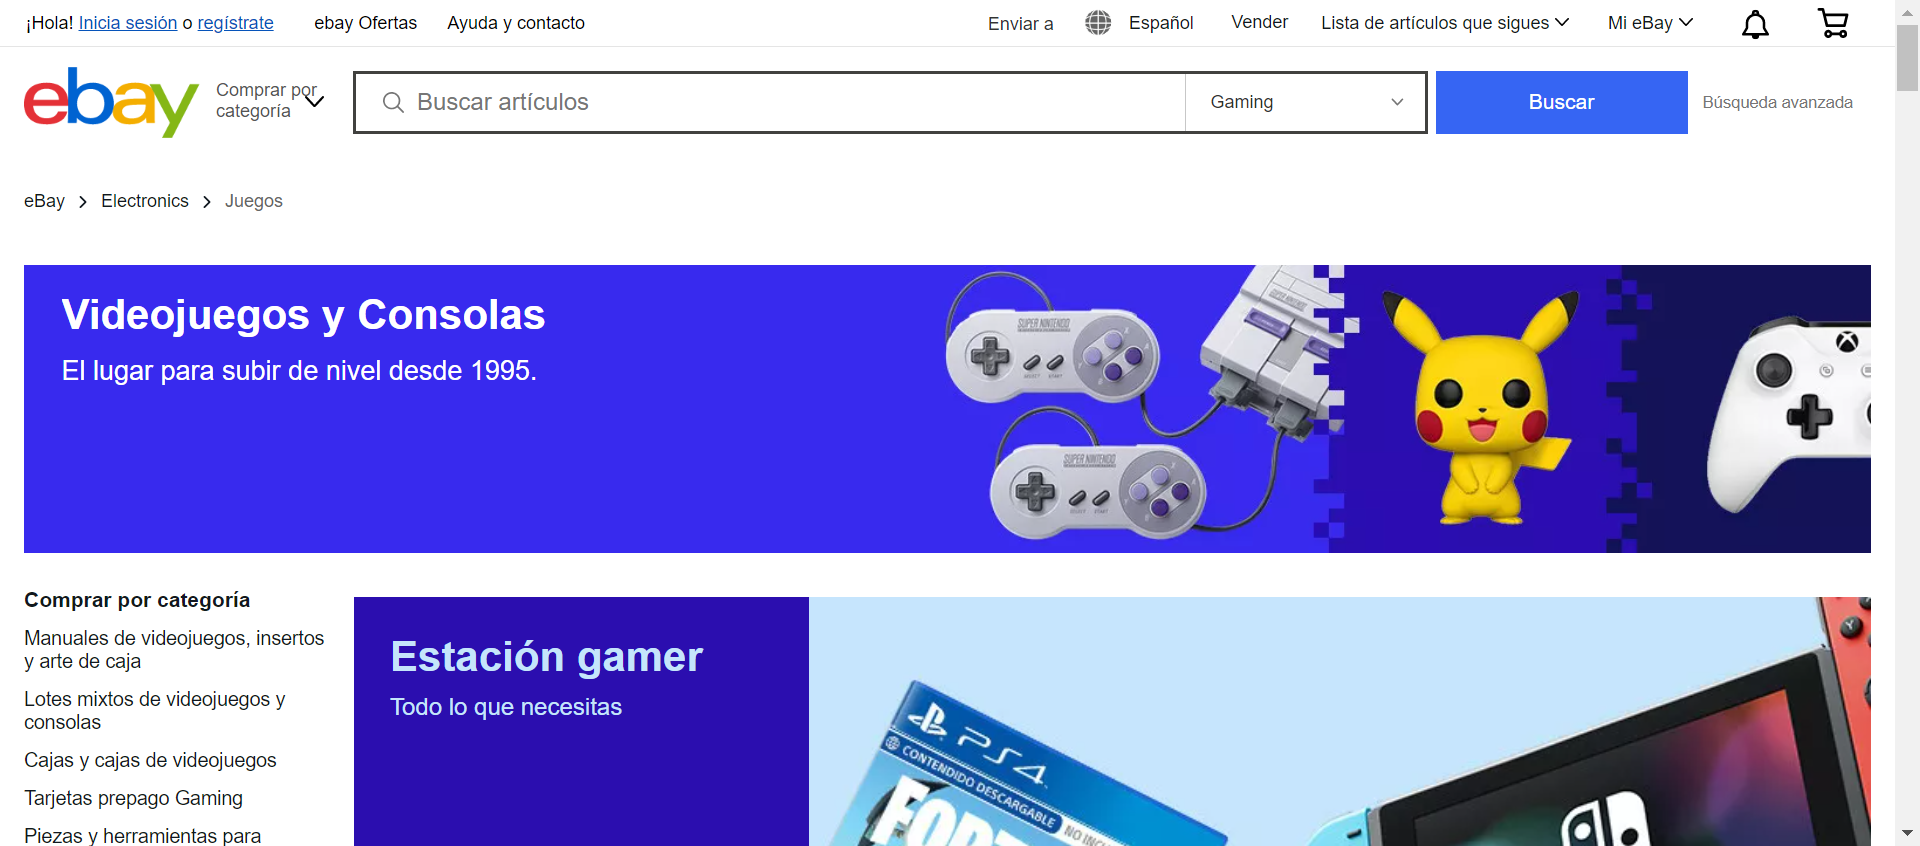 ¡Hola! Inicia sesión o regístrate
ebay Ofertas
Ayuda y contacto
Enviar a
Español
Vender
Lista de artículos que sigues
Mi eBay
ebay
Comprar por
categoría
Buscar artículos
Gaming
Buscar
Búsqueda avanzada
eBay
Electronics
Juegos
Videojuegos y Consolas
El lugar para subir de nivel desde 1995.
SUPER NINTENDO
SUPER NINTENDO
SUPER NINTENDO
Comprar por categoría
Manuales de videojuegos, insertos
y arte de caja
Lotes mixtos de videojuegos y
consolas
Cajas y cajas de videojuegos
Tarjetas prepago Gaming
Piezas y herramientas para
Estación gamer
Todo lo que necesitas
PS4
CONTENDIDO DESCARGABLE
NO INCL
Y